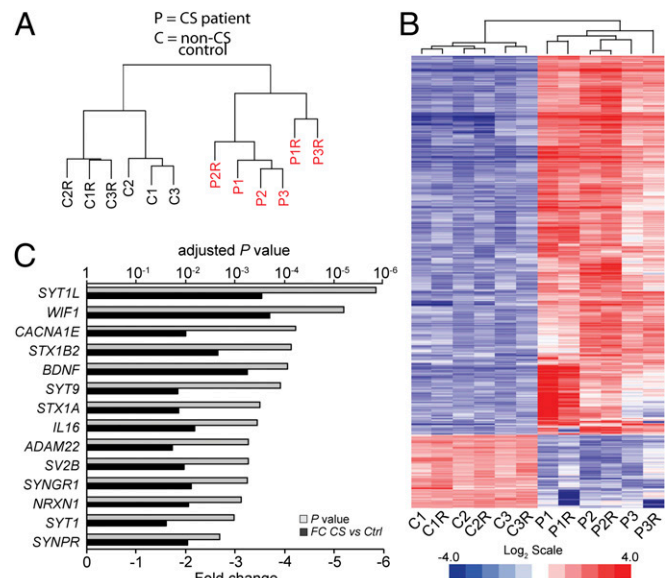 A
P = CS patient
C = non-CS
control
C2R
C1R
C3R
C2
C1
C3
P2R
P1
P2
P3
P1R
P3R
B
C1
C1R
C2
C2R
C3
C3R
P1
P1R
P2
P2R
P3
P3R
Log2 Scale
-4.0
4.0
C
adjusted P value
1 10-1 10-2 10-3 10-4 10-5 10-6
SYT1L
WIF1
CACNA1E
STX1B2
BDNF
SYT9
STX1A
IL16
ADAM22
SV2B
SYNGR1
NRXN1
SYT1
SYNPR
P value
FC CS vs Ctrl
0 -1 -2 -3 -4 -5 -6
Fold change